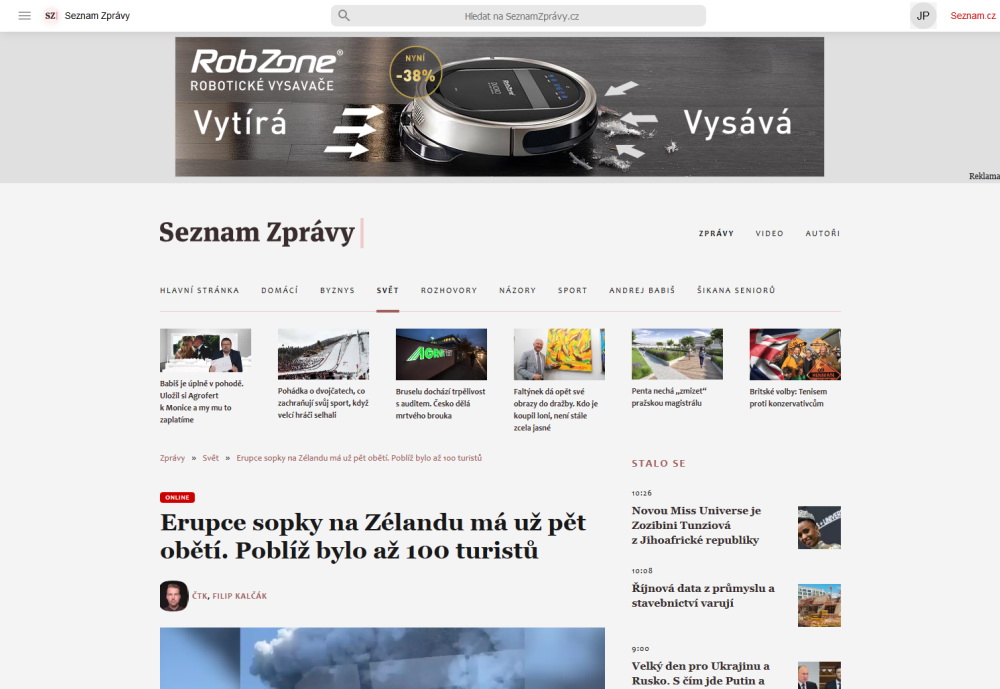 SZ Seznam Zprávy
Hledat na SeznamZprávy.cz
JP
Seznam.cz
RobZone®
ROBOTICKÉ VYSAVAČE
NYNÍ
-38%
Vytírá
Vysává
RobZone
Reklama
Seznam Zprávy
ZPRÁVY VIDEO AUTOŘI
HLAVNÍ STRÁNKA DOMÁCÍ BYZNYS SVĚT ROZHOVORY NÁZORY SPORT ANDREJ BABIŠ ŠIKANA SENIORŮ
Babiš je úplně v pohodě.
Uložil si Agrofert
k Monice a my mu to
zaplatíme
Pohádka o dvojčatech, co
zachraňují svůj sport, když
velcí hráči selhali
Bruselu dochází trpělivost
s auditem. Česko dělá
mrtvého brouka
Faltýnek dá opět své
obrazy do dražby. Kdo je
koupil loni, není stále
zcela jasné
Penta nechá „zmizet“
pražskou magistrálu
Britské volby: Tenisem
proti konzervativcům
Zprávy » Svět » Erupce sopky na Zélandu má už pět obětí. Poblíž bylo až 100 turistů
ONLINE
Erupce sopky na Zélandu má už pět
obětí. Poblíž bylo až 100 turistů
ČTK, FILIP KALČÁK
STALO SE
10:26
Novou Miss Universe je
Zozibini Tunziová
z Jihoafrické republiky
10:08
Říjnová data z průmyslu a
stavebnictví varují
9:00
Velký den pro Ukrajinu a
Rusko. S čím jde Putin a